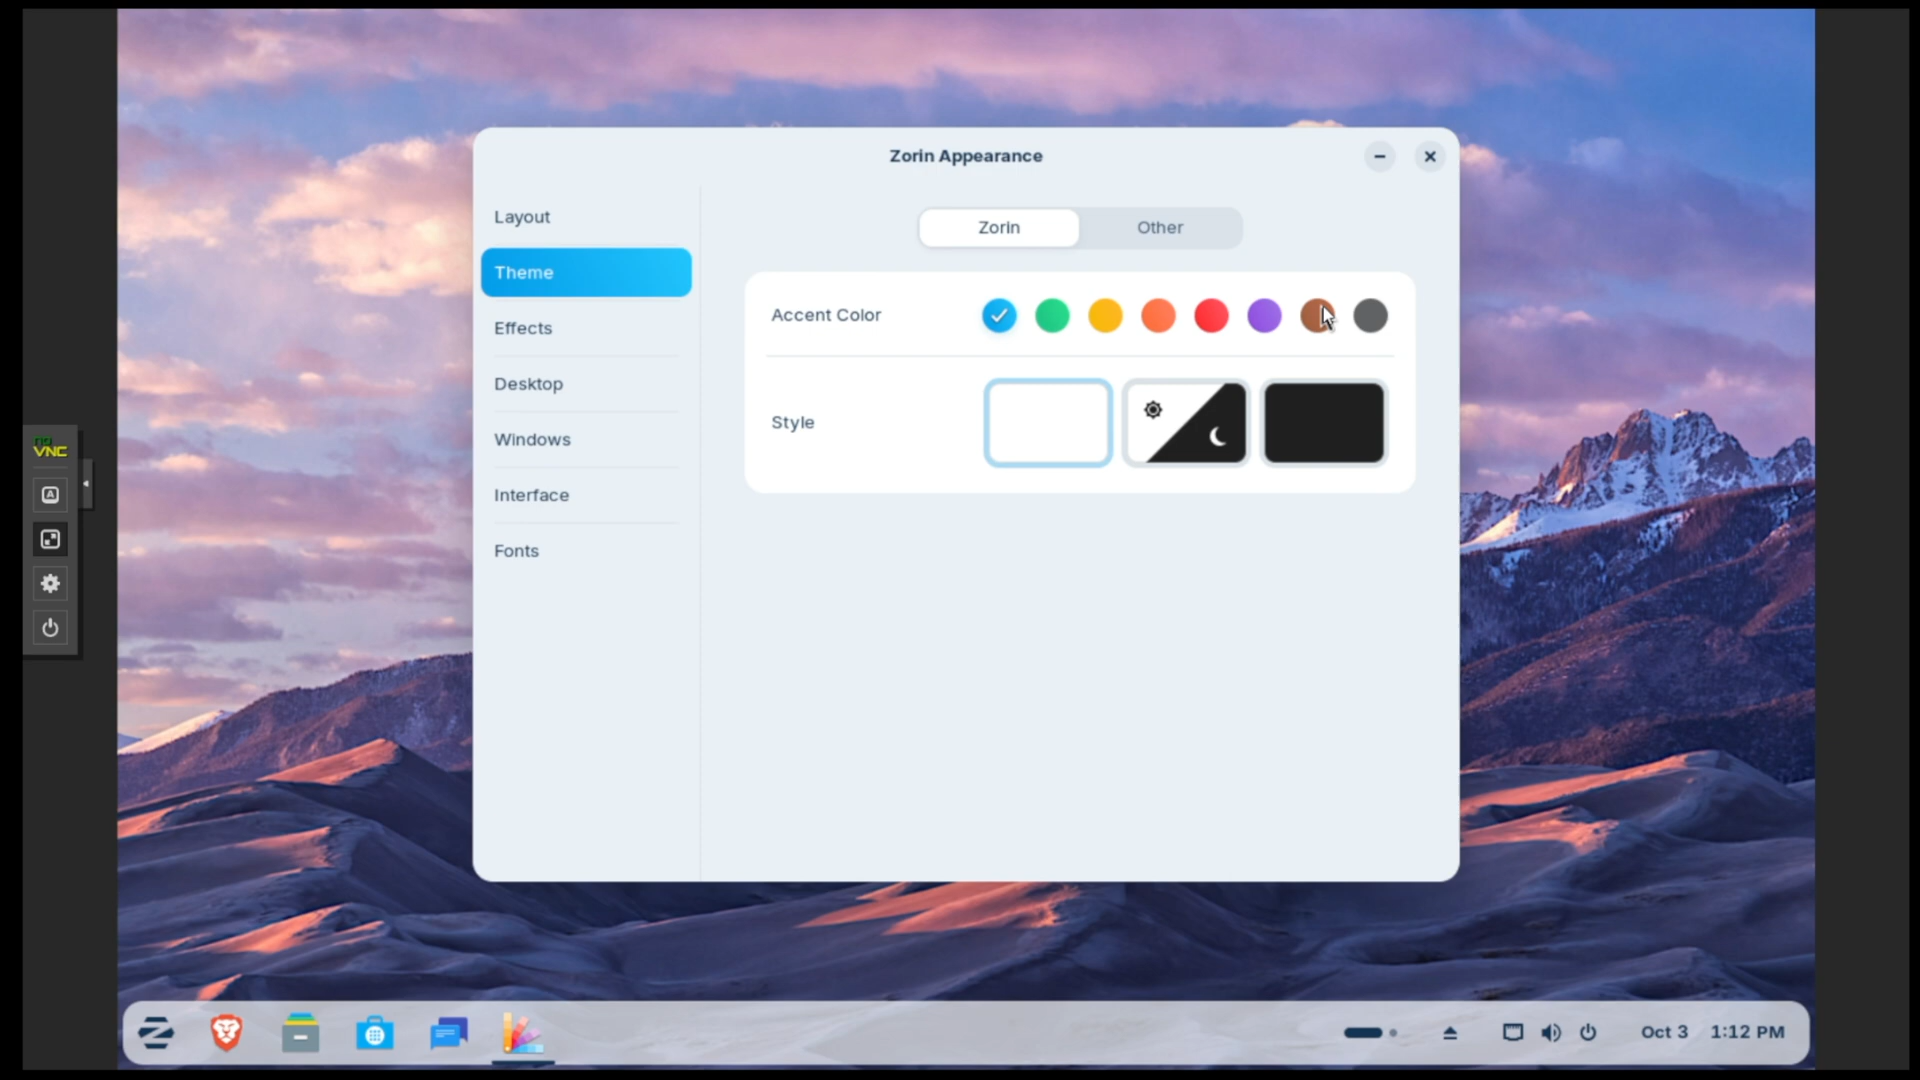 Zorin Appearance
Layout
Theme
Effects
Desktop
Windows
Interface
Fonts
Zorin
Other
Accent Color
Style
no
VNC
A
Oct 3
1:12 PM